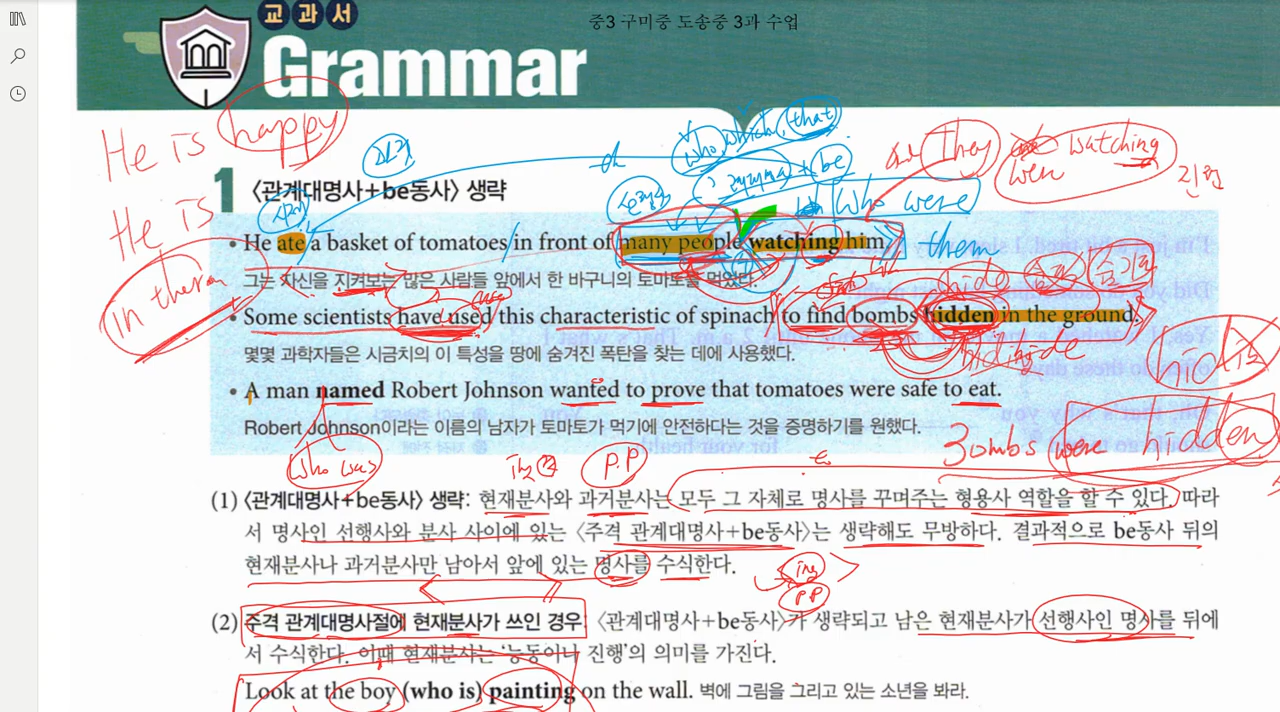 중3 구미중 도송중 3과 수업
교과서
Grammar
He is happy
과거
who, which, that
they
watching
were
진전
1 <관계대명사+be동사> 생략
be
who were
He is
• He ate a basket of tomatoes in front of many people watching him.
them
그는 자신을 지켜보는 많은 사람들 앞에서 한 바구니의 토마토를 먹었다.
in the room
hide
• Some scientists have used this characteristic of spinach to find bombs hidden in the ground.
hid
hide
몇몇 과학자들은 시금치의 이 특성을 땅에 숨겨진 폭탄을 찾는 데에 사용했다.
• A man named Robert Johnson wanted to prove that tomatoes were safe to eat.
Robert Johnson이라는 이름의 남자가 토마토가 먹기에 안전하다는 것을 증명하기를 원했다.
who was
ing
P.P
Bombs were hidden
(1) <관계대명사+be동사> 생략: 현재분사와 과거분사는 모두 그 자체로 명사를 꾸며주는 형용사 역할을 할 수 있다. 따라
서 명사인 선행사와 분사 사이에 있는 <주격 관계대명사+be동사>는 생략해도 무방하다. 결과적으로 be동사 뒤의
현재분사나 과거분사만 남아서 앞에 있는 명사를 수식한다.
ing
PP
(2) 주격 관계대명사절에 현재분사가 쓰인 경우: <관계대명사+be동사>가 생략되고 남은 현재분사가 선행사인 명사를 뒤에
서 수식한다. 이때 현재분사는 '능동이나 진행'의 의미를 가진다.
Look at the boy (who is) painting on the wall. 벽에 그림을 그리고 있는 소년을 봐라.